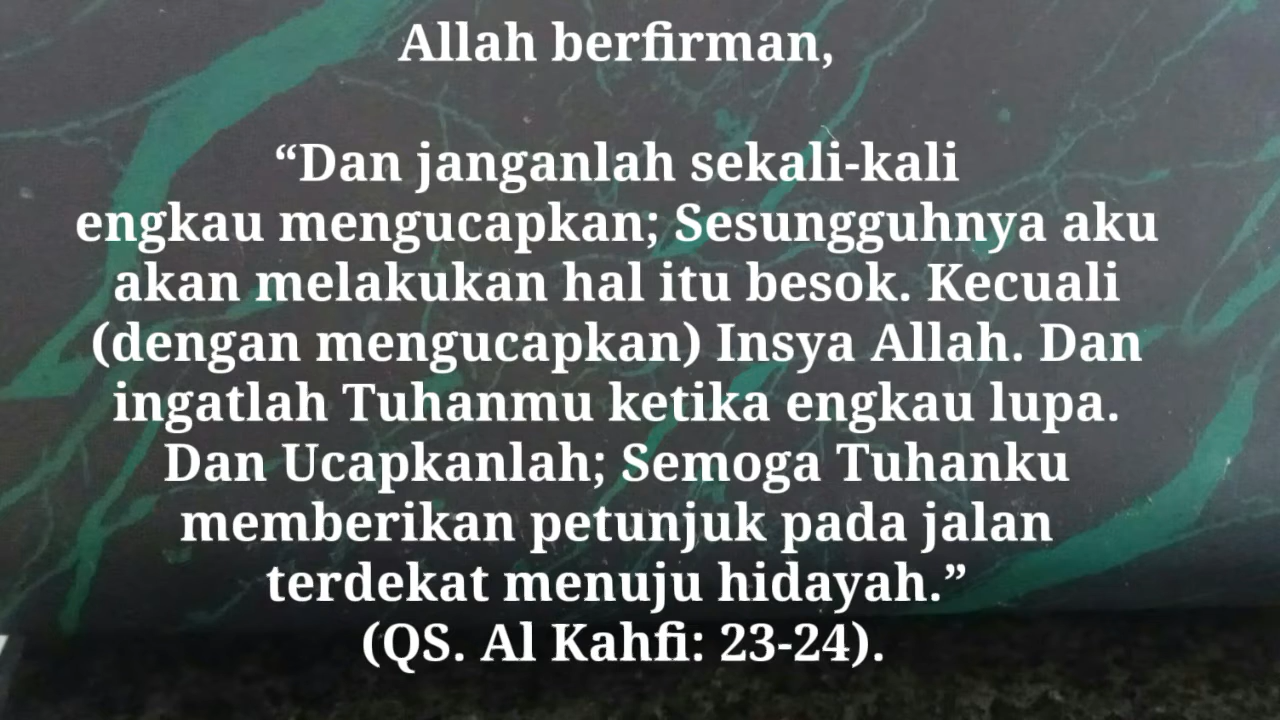 Allah berfirman,
“Dan janganlah sekali-kali
engkau mengucapkan; Sesungguhnya aku
akan melakukan hal itu besok. Kecuali
(dengan mengucapkan) Insya Allah. Dan
ingatlah Tuhanmu ketika engkau lupa.
Dan Ucapkanlah; Semoga Tuhanku
memberikan petunjuk pada jalan
terdekat menuju hidayah.”
(QS. Al Kahfi: 23-24).